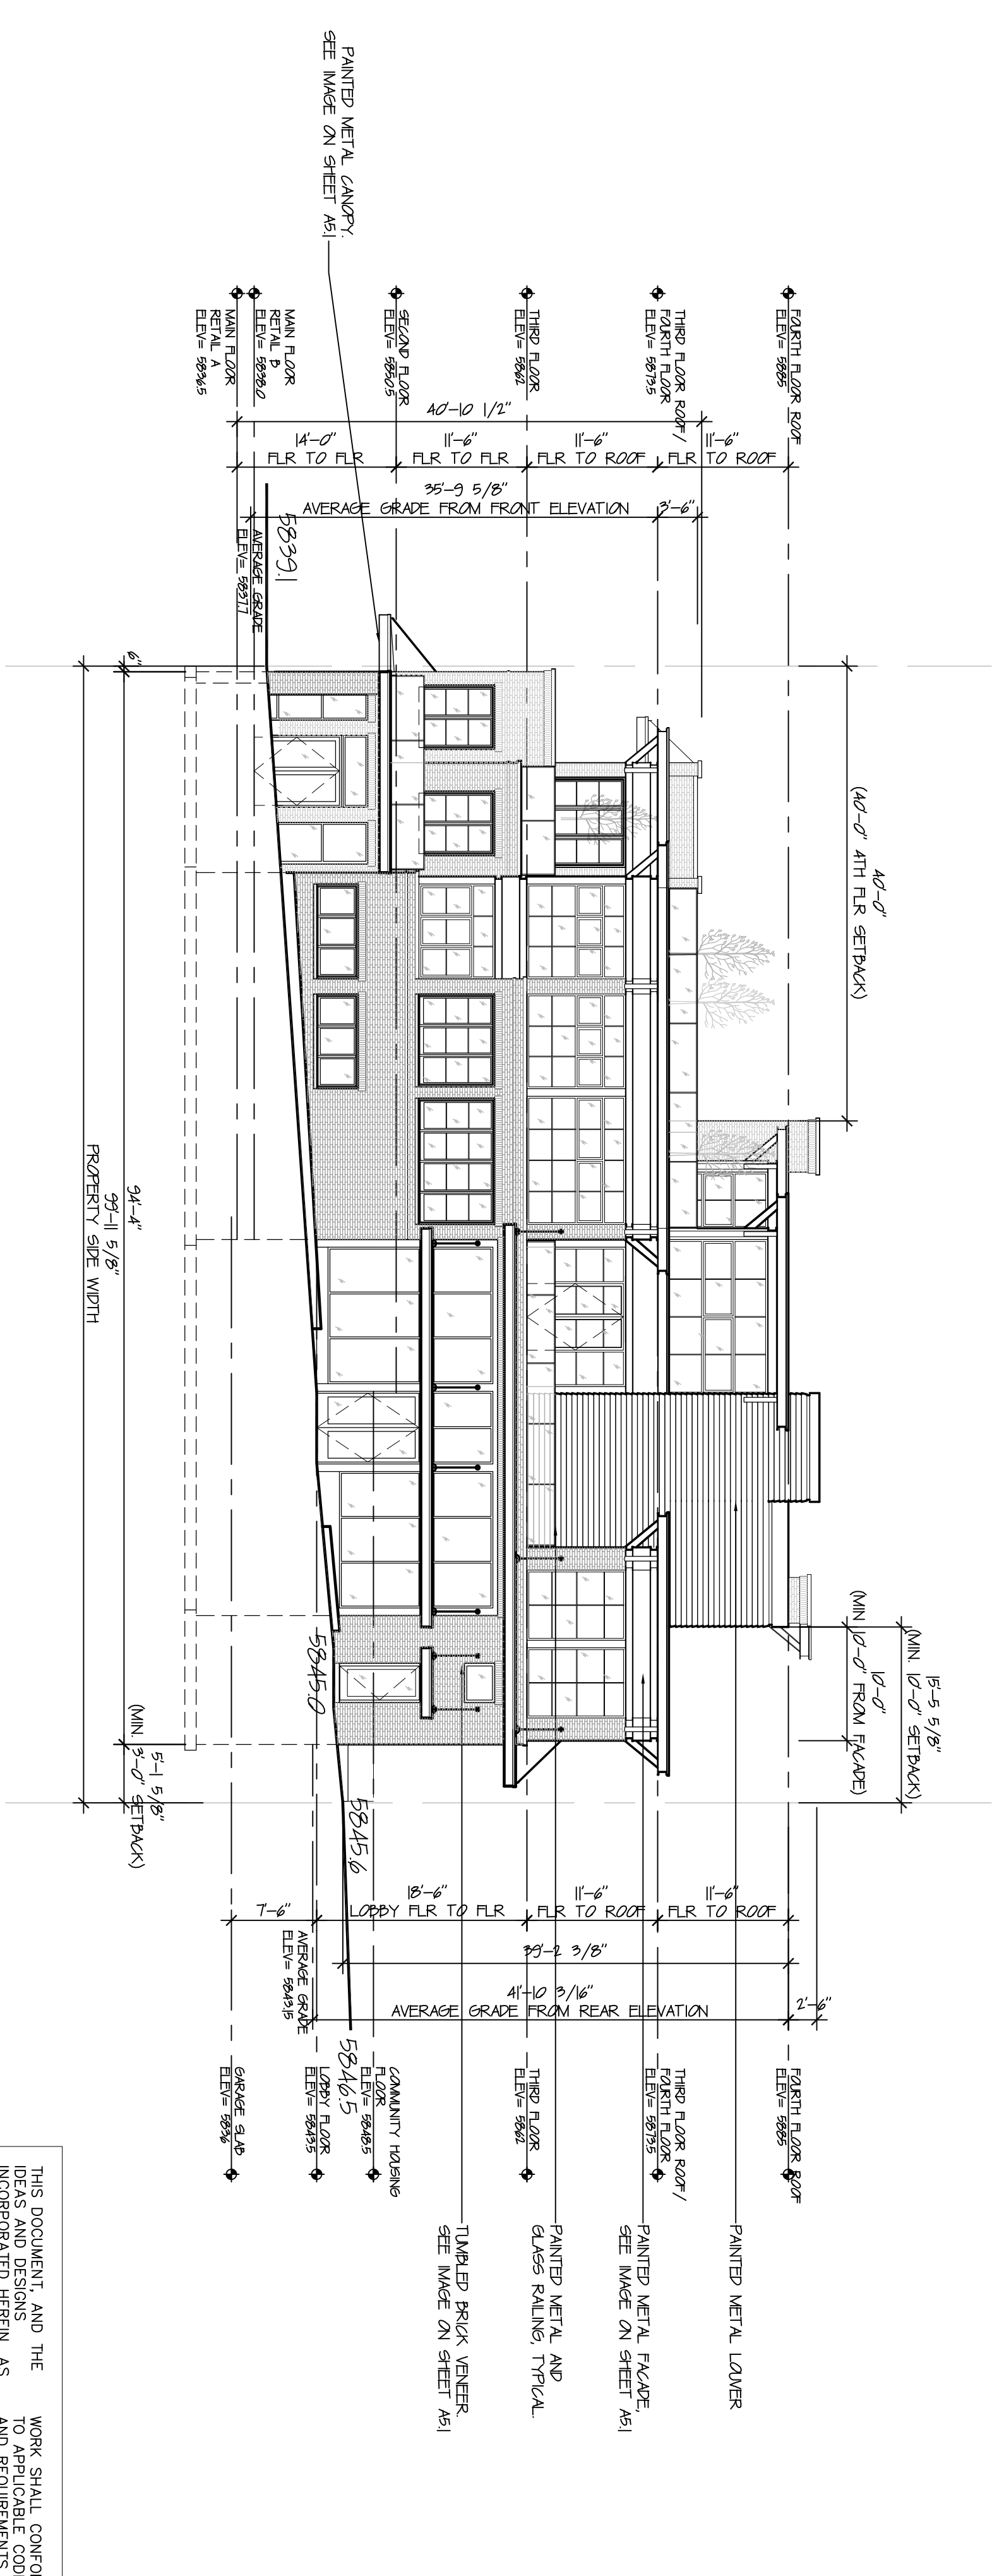 PAINTED METAL CANOPY.
SEE IMAGE ON SHEET A5.1
FOURTH FLOOR ROOF
ELEV= 5885
THIRD FLOOR ROOF/
FOURTH FLOOR
ELEV= 5873.5
THIRD FLOOR
ELEV= 5862
SECOND FLOOR
ELEV= 5850.5
MAIN FLOOR
RETAIL B
ELEV= 5838.0
MAIN FLOOR
RETAIL A
ELEV= 5836.5
40'-10 1/2"
11'-6"
FLR TO ROOF
11'-6"
FLR TO ROOF
11'-6"
FLR TO FLR
14'-0"
FLR TO FLR
3'-6"
35'-9 5/8"
AVERAGE GRADE FROM FRONT ELEVATION
5839.1
AVERAGE GRADE
ELEV= 5837.7
6"
40'-0"
(40'-0" 4TH FLR SETBACK)
94'-4"
99'-11 5/8"
PROPERTY SIDE WIDTH
15'-5 5/8"
(MIN. 10'-0" SETBACK)
10'-0"
(MIN 10'-0" FROM FACADE)
5845.0
5'-1 5/8"
(MIN. 3'-0" SETBACK)
5845.6
11'-6"
FLR TO ROOF
11'-6"
FLR TO ROOF
18'-6"
LOBBY FLR TO FLR
7'-6"
39'-2 3/8"
2'-6"
41'-10 3/16"
AVERAGE GRADE FROM REAR ELEVATION
AVERAGE GRADE
ELEV= 5843.15
5846.5
FOURTH FLOOR ROOF
ELEV= 5885
THIRD FLOOR ROOF/
FOURTH FLOOR
ELEV= 5873.5
THIRD FLOOR
ELEV= 5862
COMMUNITY HOUSING
FLOOR
ELEV= 5848.5
LOBBY FLOOR
ELEV= 5843.5
GARAGE SLAB
ELEV= 5836
PAINTED METAL LOUVER
PAINTED METAL FACADE,
SEE IMAGE ON SHEET A5.1
PAINTED METAL AND
GLASS RAILING, TYPICAL.
TUMBLED BRICK VENEER.
SEE IMAGE ON SHEET A5.1
THIS DOCUMENT, AND THE
IDEAS AND DESIGNS
INCORPORATED HEREIN AS
WORK SHALL CONFO
TO APPLICABLE COD
AND REQUIREMENTS